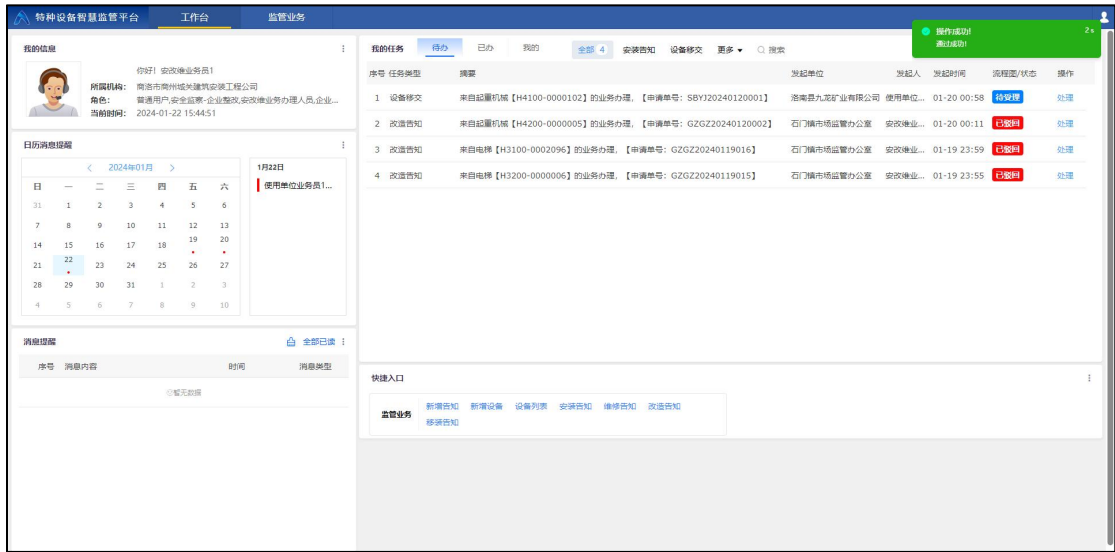 特种设备智慧监管平台 工作台 监管业务
操作成功! 2s
通过成功!
我的信息
你好! 安改维业务员1
所属机构: 商洛市商州城关建筑安装工程公司
角色: 普通用户,安全监察-企业整改,安改维业务办理人员,企业...
当前时间: 2024-01-22 15:44:51
日历消息提醒
2024年01月
日 一 二 三 四 五 六
31 1 2 3 4 5 6
7 8 9 10 11 12 13
14 15 16 17 18 19 20
21 22 23 24 25 26 27
28 29 30 31 1 2 3
4 5 6 7 8 9 10
1月22日
使用单位业务员1...
消息提醒 全部已读
序号 消息内容 时间 消息类型
暂无数据
我的任务 待办 已办 我的 全部 4 安装告知 设备移交 更多 搜索
序号 任务类型 摘要 发起单位 发起人 发起时间 流程图/状态 操作
1 设备移交 来自起重机械【H4100-0000102】的业务办理, 【申请单号: SBYJ20240120001】 洛南县九龙矿业有限公司 使用单位... 01-20 00:58 待受理 处理
2 改造告知 来自起重机械【H4200-0000005】的业务办理, 【申请单号: GZGZ20240120002】 石门镇市场监管办公室 安改维业... 01-20 00:11 已驳回 处理
3 改造告知 来自电梯【H3100-0002096】的业务办理, 【申请单号: GZGZ20240119016】 石门镇市场监管办公室 安改维业... 01-19 23:59 已驳回 处理
4 改造告知 来自电梯【H3200-0000006】的业务办理, 【申请单号: GZGZ20240119015】 石门镇市场监管办公室 安改维业... 01-19 23:55 已驳回 处理
快捷入口
监管业务 新增告知 新增设备 设备列表 安装告知 维修告知 改造告知
移装告知